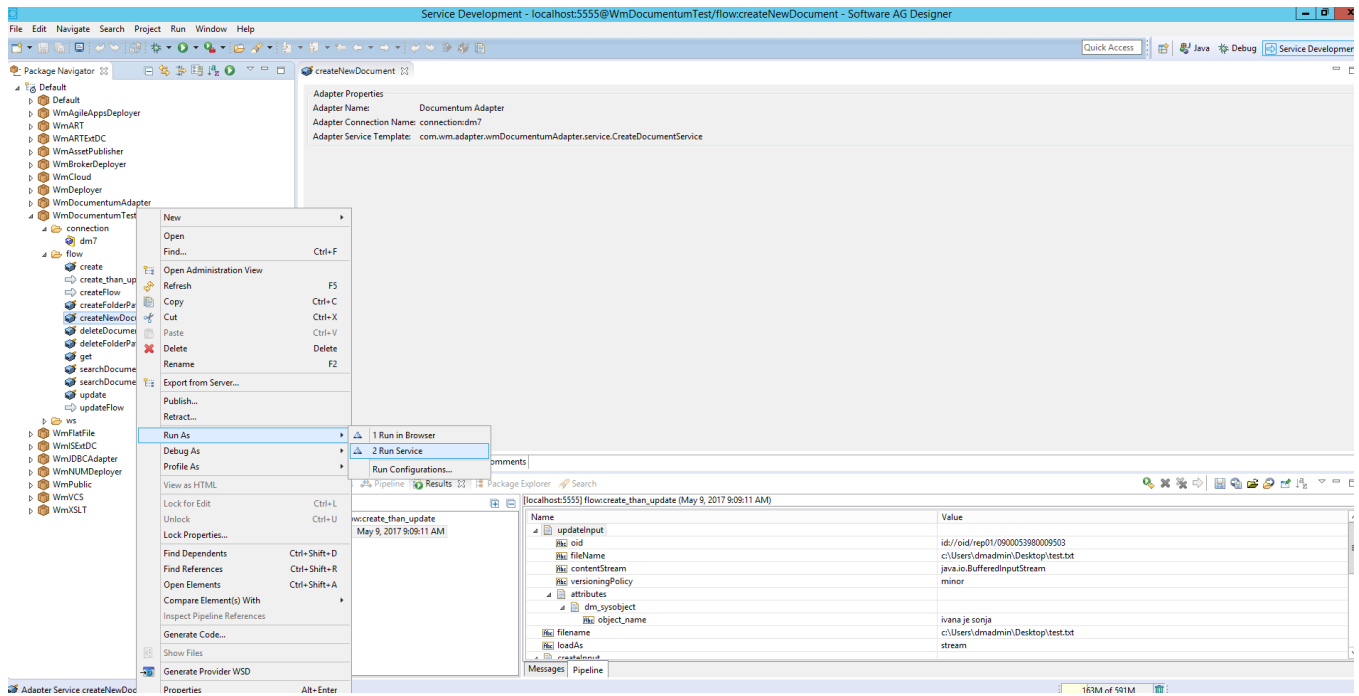 Service Development - localhost:5555@WmDocumentumTest/flow:createNewDocument - Software AG Designer
File Edit Navigate Search Project Run Window Help
Quick Access Java Debug Service Developmen
Package Navigator
createNewDocument
Default
Default
WmAgileAppsDeployer
WmART
WmARTExtDC
WmAssetPublisher
WmBrokerDeployer
WmCloud
WmDeployer
WmDocumentumAdapter
WmDocumentumTest
connection
dm7
flow
create
create_than_up
createFlow
createFolderPa
createNewDoc
deleteDocume
deleteFolderPa
get
searchDocume
searchDocume
update
updateFlow
ws
WmFlatFile
WmISExtDC
WmJDBCAdapter
WmNUMDeployer
WmPublic
WmVCS
WmXSLT
Adapter Properties
Adapter Name: Documentum Adapter
Adapter Connection Name: connection:dm7
Adapter Service Template: com.wm.adapter.wmDocumentumAdapter.service.CreateDocumentService
New
Open
Find... Ctrl+F
Open Administration View
Refresh F5
Copy Ctrl+C
Cut Ctrl+X
Paste Ctrl+V
Delete Delete
Rename F2
Export from Server...
Publish...
Retract...
Run As
Debug As
Profile As
View as HTML
Lock for Edit Ctrl+L
Unlock Ctrl+U
Lock Properties...
Find Dependents Ctrl+Shift+D
Find References Ctrl+Shift+R
Open Elements Ctrl+Shift+A
Compare Element(s) With
Inspect Pipeline References
Generate Code...
Show Files
Generate Provider WSD
Properties Alt+Enter
1 Run in Browser
2 Run Service
Run Configurations...
omments
Pipeline Results Package Explorer Search
ow:create_than_update
May 9, 2017 9:09:11 AM
[localhost:5555] flow:create_than_update (May 9, 2017 9:09:11 AM)
Name Value
updateInput
oid id://oid/rep01/0900053980009503
fileName c:\Users\dmadmin\Desktop\test.txt
contentStream java.io.BufferedInputStream
versioningPolicy minor
attributes
dm_sysobject
object_name ivana je sonja
filename c:\Users\dmadmin\Desktop\test.txt
loadAs stream
createInput
Messages Pipeline
Adapter Service createNewDoc
163M of 591M